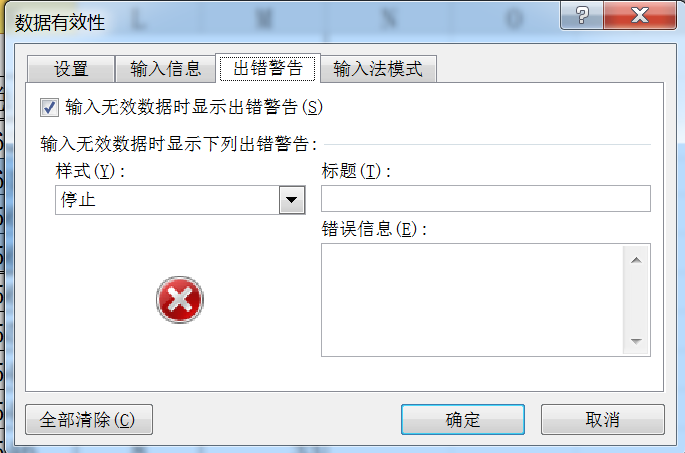 L M N O
数据有效性
设置 输入信息 出错警告 输入法模式
输入无效数据时显示出错警告(S)
输入无效数据时显示下列出错警告:
样式(Y): 标题(T):
停止
错误信息(E):
全部清除(C) 确定 取消